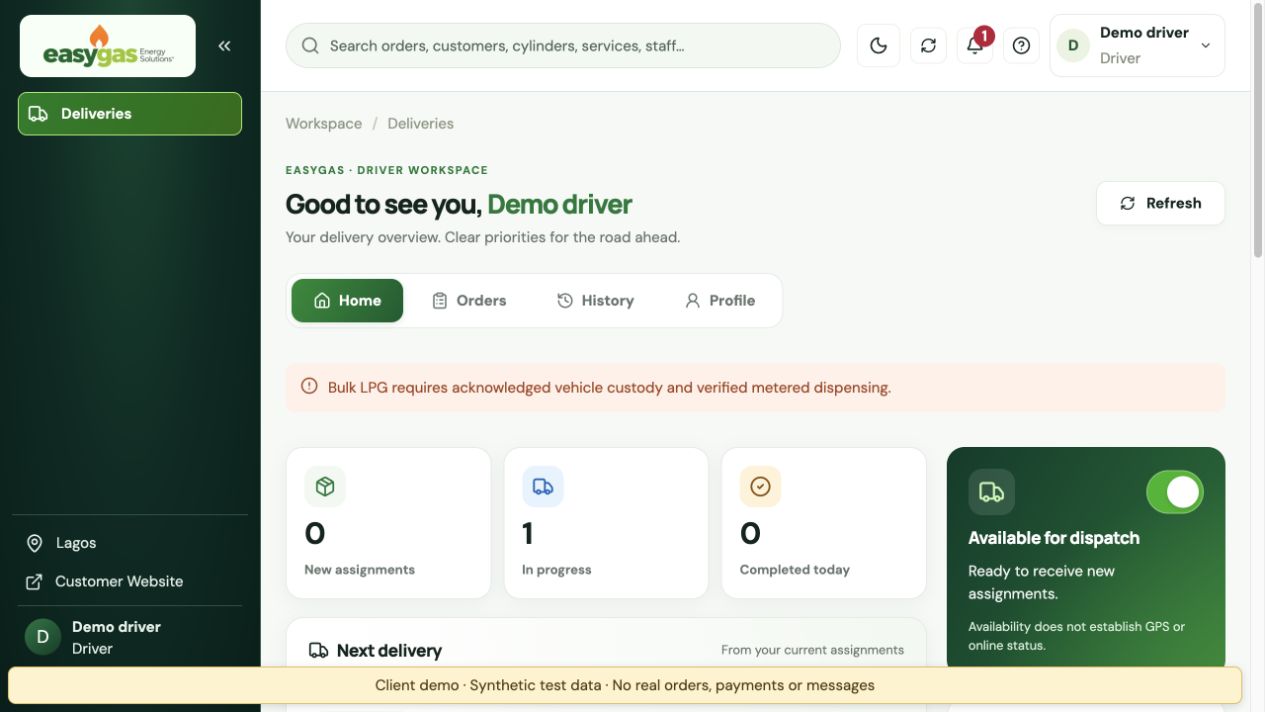 easygas Energy Solutions
Search orders, customers, cylinders, services, staff...
1
D
Demo driver
Driver
Deliveries
Workspace / Deliveries
EASYGAS · DRIVER WORKSPACE
Good to see you, Demo driver
Your delivery overview. Clear priorities for the road ahead.
Refresh
Home
Orders
History
Profile
Bulk LPG requires acknowledged vehicle custody and verified metered dispensing.
0
New assignments
1
In progress
0
Completed today
Available for dispatch
Ready to receive new
assignments.
Availability does not establish GPS or
online status.
Next delivery
From your current assignments
Lagos
Customer Website
D
Demo driver
Driver
Client demo · Synthetic test data · No real orders, payments or messages